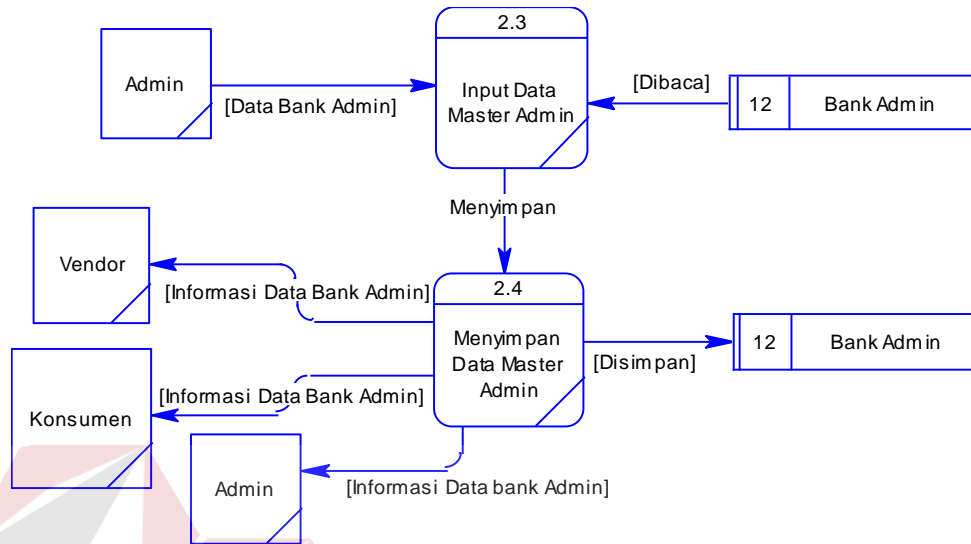 2.3
Admin
Input Data
Master Admin
[Data Bank Admin]
[Dibaca]
12
Bank Admin
Menyimpan
Vendor
[Informasi Data Bank Admin]
2.4
Menyimpan
Data Master
Admin
[Disimpan]
12
Bank Admin
Konsumen
[Informasi Data Bank Admin]
Admin
[Informasi Data bank Admin]